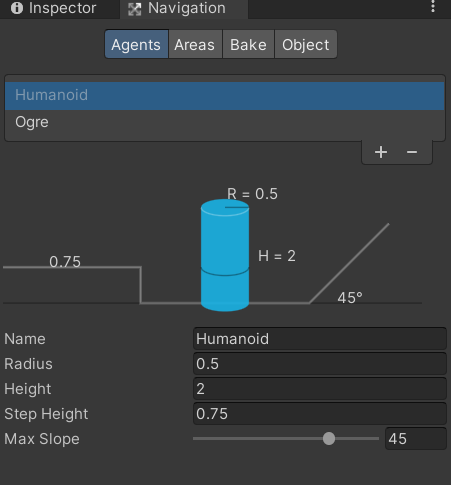 Inspector Navigation
Agents Areas Bake Object
Humanoid
Ogre
+ −
R = 0.5
0.75
H = 2
45°
Name Humanoid
Radius 0.5
Height 2
Step Height 0.75
Max Slope 45